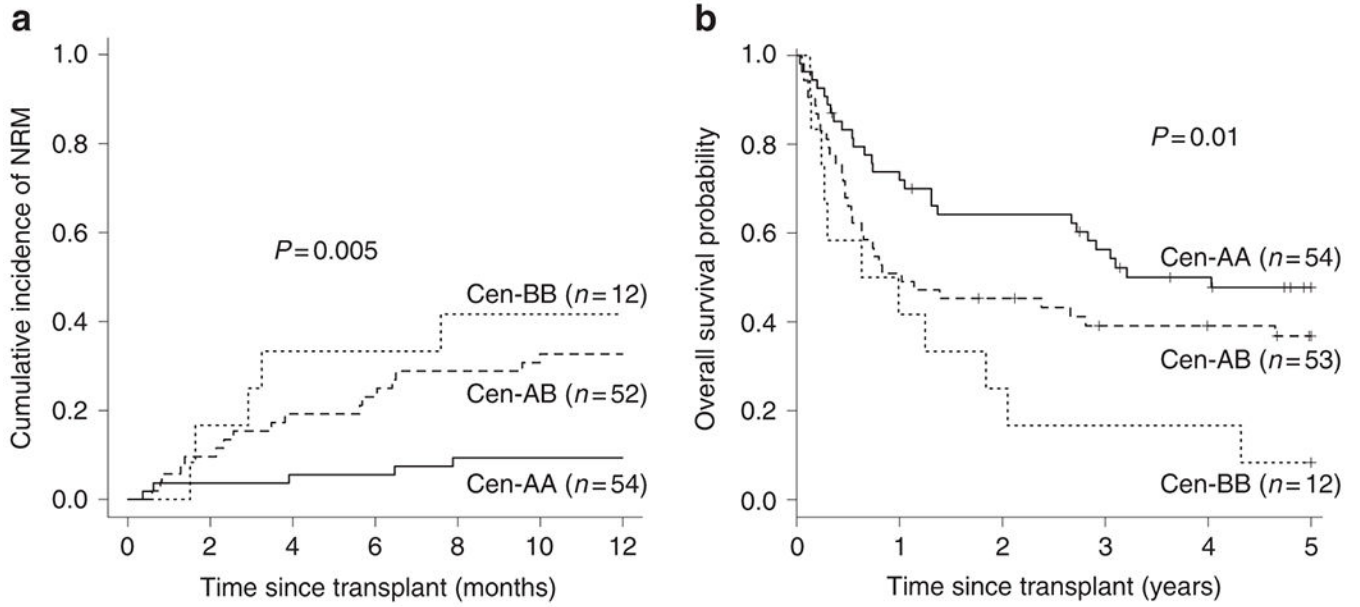 a
Cumulative incidence of NRM
1.0
0.8
0.6
0.4
0.2
0.0
P=0.005
Cen-BB (n=12)
Cen-AB (n=52)
Cen-AA (n=54)
0 2 4 6 8 10 12
Time since transplant (months)
b
Overall survival probability
1.0
0.8
0.6
0.4
0.2
0.0
P=0.01
Cen-AA (n=54)
Cen-AB (n=53)
Cen-BB (n=12)
0 1 2 3 4 5
Time since transplant (years)